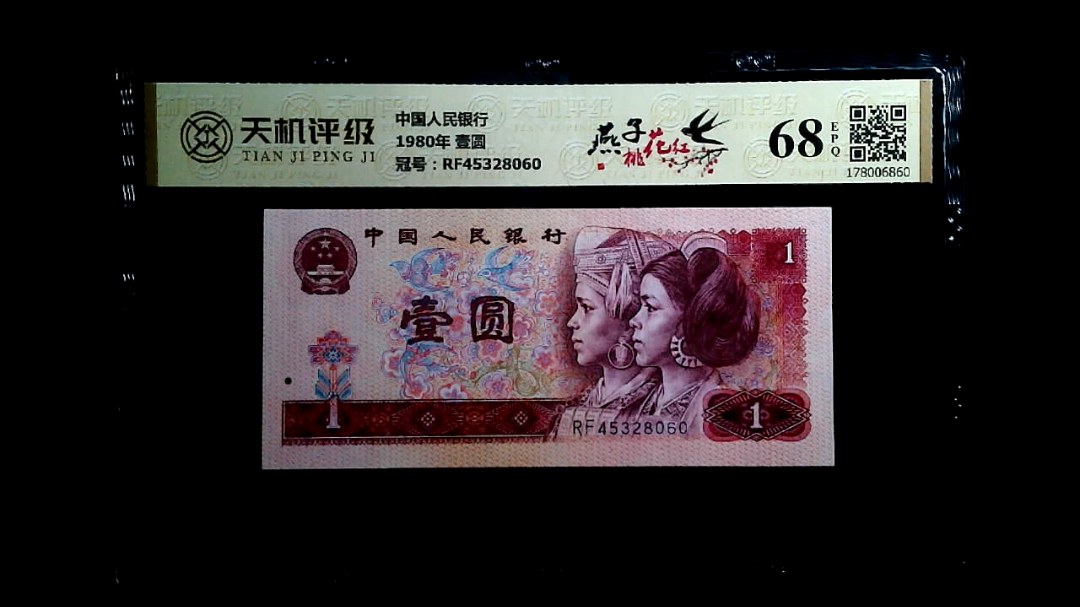 天机评级
TIAN JI PING JI
中国人民银行
1980年 壹圆
冠号：RF45328060
燕子
桃花红
68
EPQ
178006860
中国人民银行
1
壹圆
1
RF45328060
1